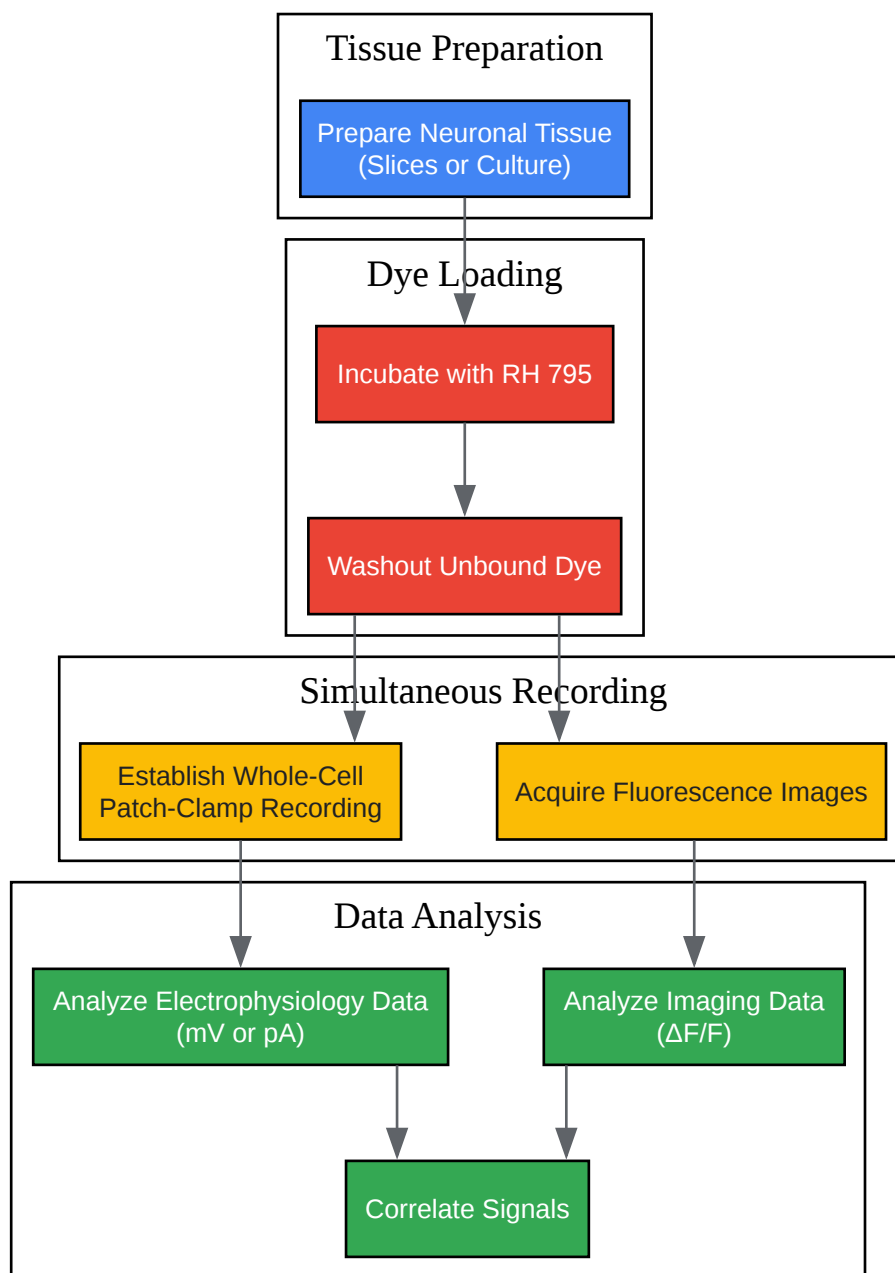 Tissue Preparation
Prepare Neuronal Tissue
(Slices or Culture)
Dye Loading
Incubate with RH 795
Washout Unbound Dye
Simultaneous Recording
Establish Whole-Cell
Patch-Clamp Recording
Acquire Fluorescence Images
Data Analysis
Analyze Electrophysiology Data
(mV or pA)
Analyze Imaging Data
(ΔF/F)
Correlate Signals